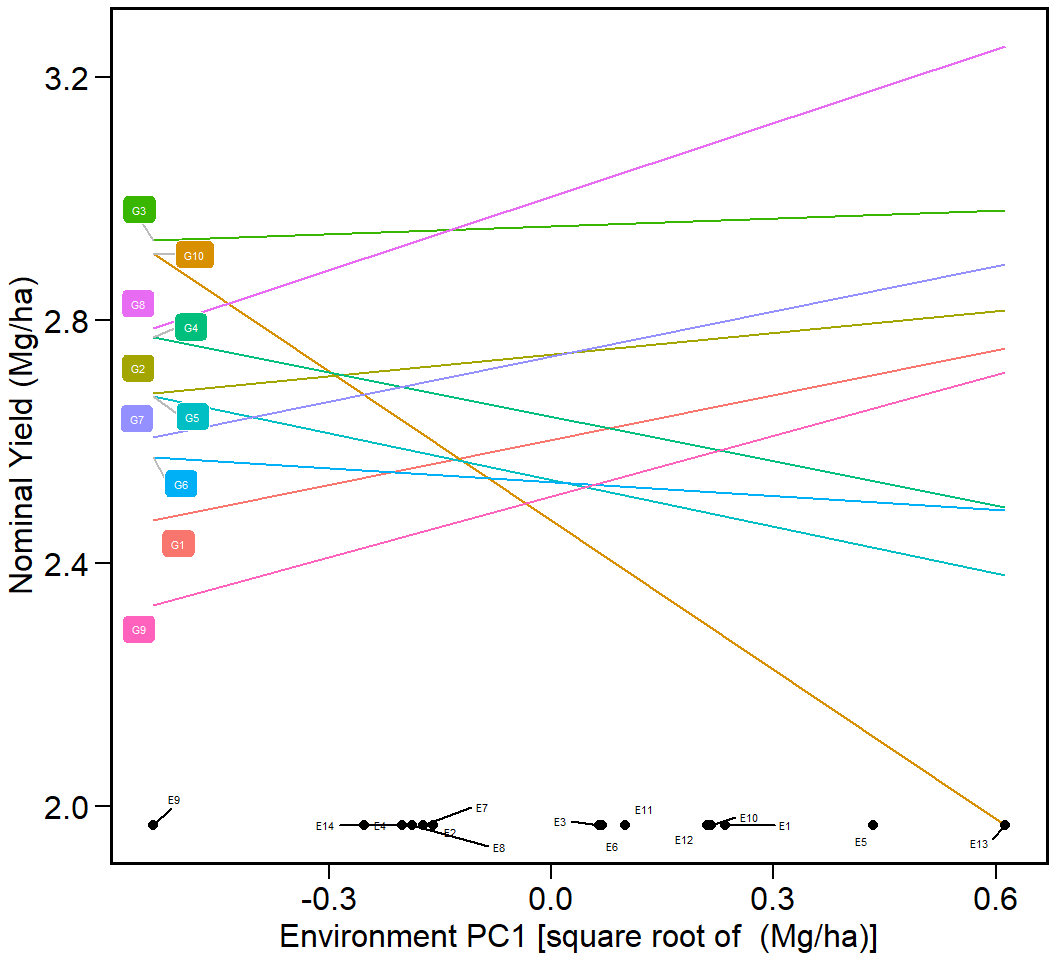 3.2
2.8
2.4
2.0
Nominal Yield (Mg/ha)
G3
G10
G8
G4
G2
G7
G5
G6
G1
G9
E9
E14
E4
E7
E2
E8
E3
E6
E11
E12
E10
E1
E5
E13
-0.3
0.0
0.3
0.6
Environment PC1 [square root of  (Mg/ha)]